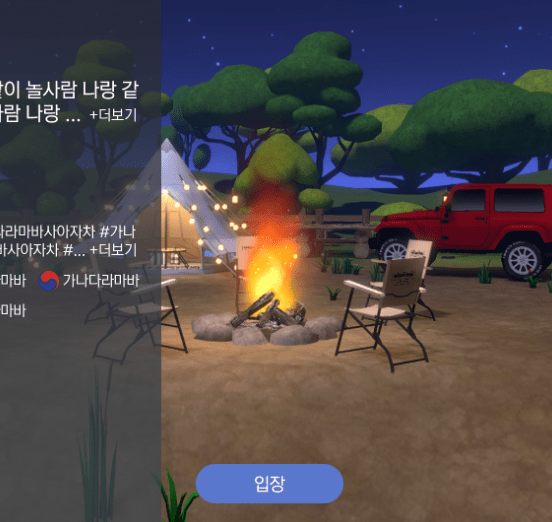 같이 놀사람 나랑 같
사람 나랑 ... +더보기
다라마바사아자차 #가나
바사아자차 #... +더보기
라마바 가나다라마바
라마바
입장